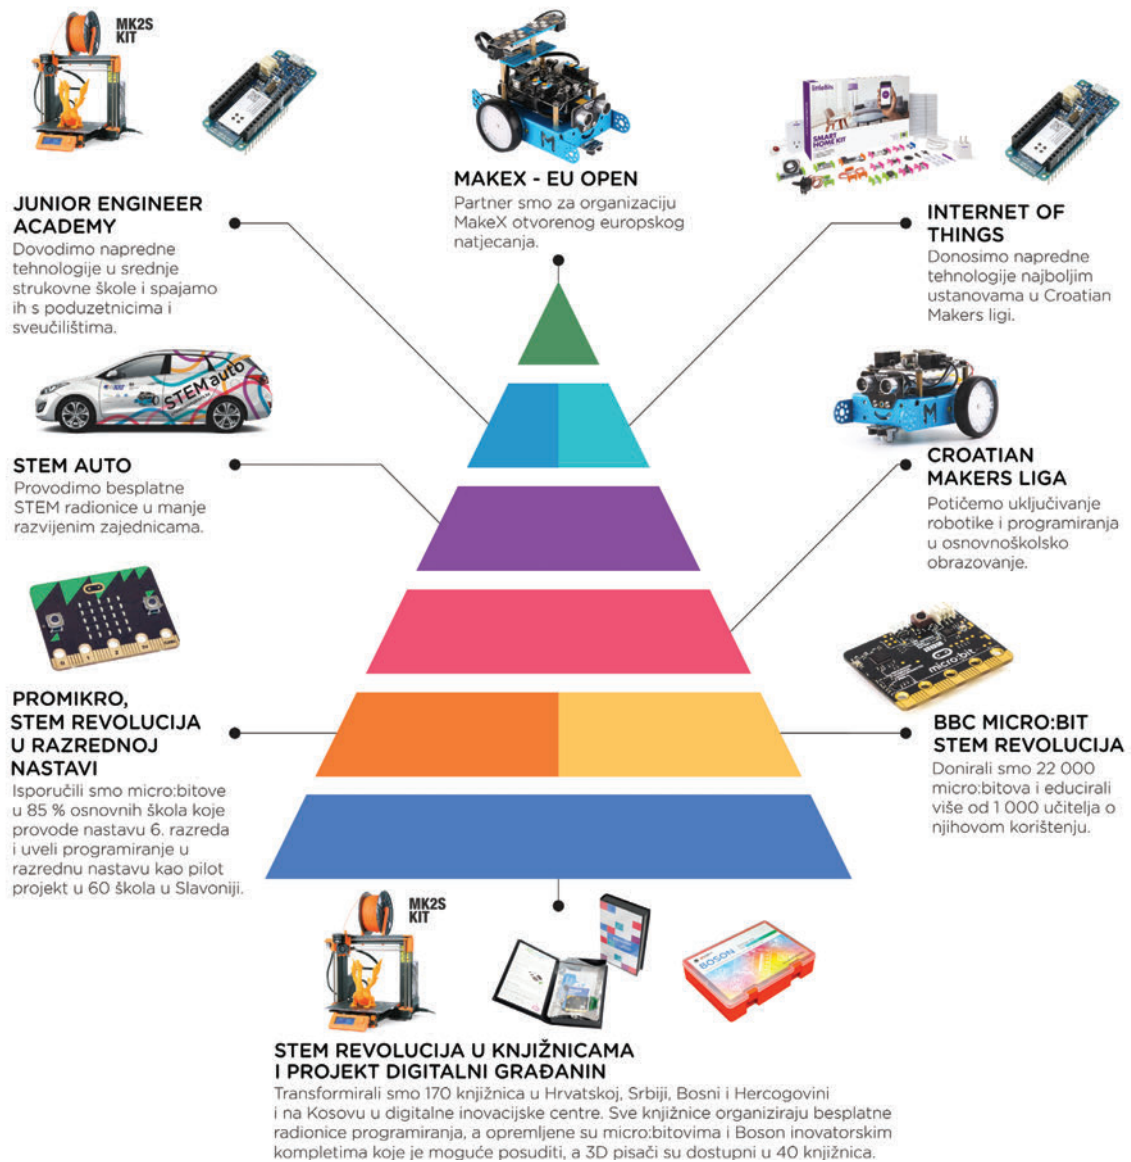 MK2S
KIT
JUNIOR ENGINEER
ACADEMY
Dovodimo napredne
tehnologije u srednje
strukovne škole i spajamo
ih s poduzetnicima i
sveučilištima.
MAKEX - EU OPEN
Partner smo za organizaciju
MakeX otvorenog europskog
natjecanja.
littleBits
SMART
HOME KIT
INTERNET OF
THINGS
Donosimo napredne
tehnologije najboljim
ustanovama u Croatian
Makers ligi.
STEMauto
STEM AUTO
Provodimo besplatne
STEM radionice u manje
razvijenim zajednicama.
CROATIAN
MAKERS LIGA
Potičemo uključivanje
robotike i programiranja
u osnovnoškolsko
obrazovanje.
PROMIKRO,
STEM REVOLUCIJA
U RAZREDNOJ
NASTAVI
Isporučili smo micro:bitove
u 85 % osnovnih škola koje
provode nastavu 6. razreda
i uveli programiranje u
razrednu nastavu kao pilot
projekt u 60 škola u Slavoniji.
micro:bit
BBC MICRO:BIT
STEM REVOLUCIJA
Donirali smo 22 000
micro:bitova i educirali
više od 1 000 učitelja o
njihovom korištenju.
MK2S
KIT
BOSON
STEM REVOLUCIJA U KNJIŽNICAMA
I PROJEKT DIGITALNI GRAĐANIN
Transformirali smo 170 knjižnica u Hrvatskoj, Srbiji, Bosni i Hercogovini
i na Kosovu u digitalne inovacijske centre. Sve knjižnice organiziraju besplatne
radionice programiranja, a opremljene su micro:bitovima i Boson inovatorskim
kompletima koje je moguće posuditi, a 3D pisači su dostupni u 40 knjižnica.